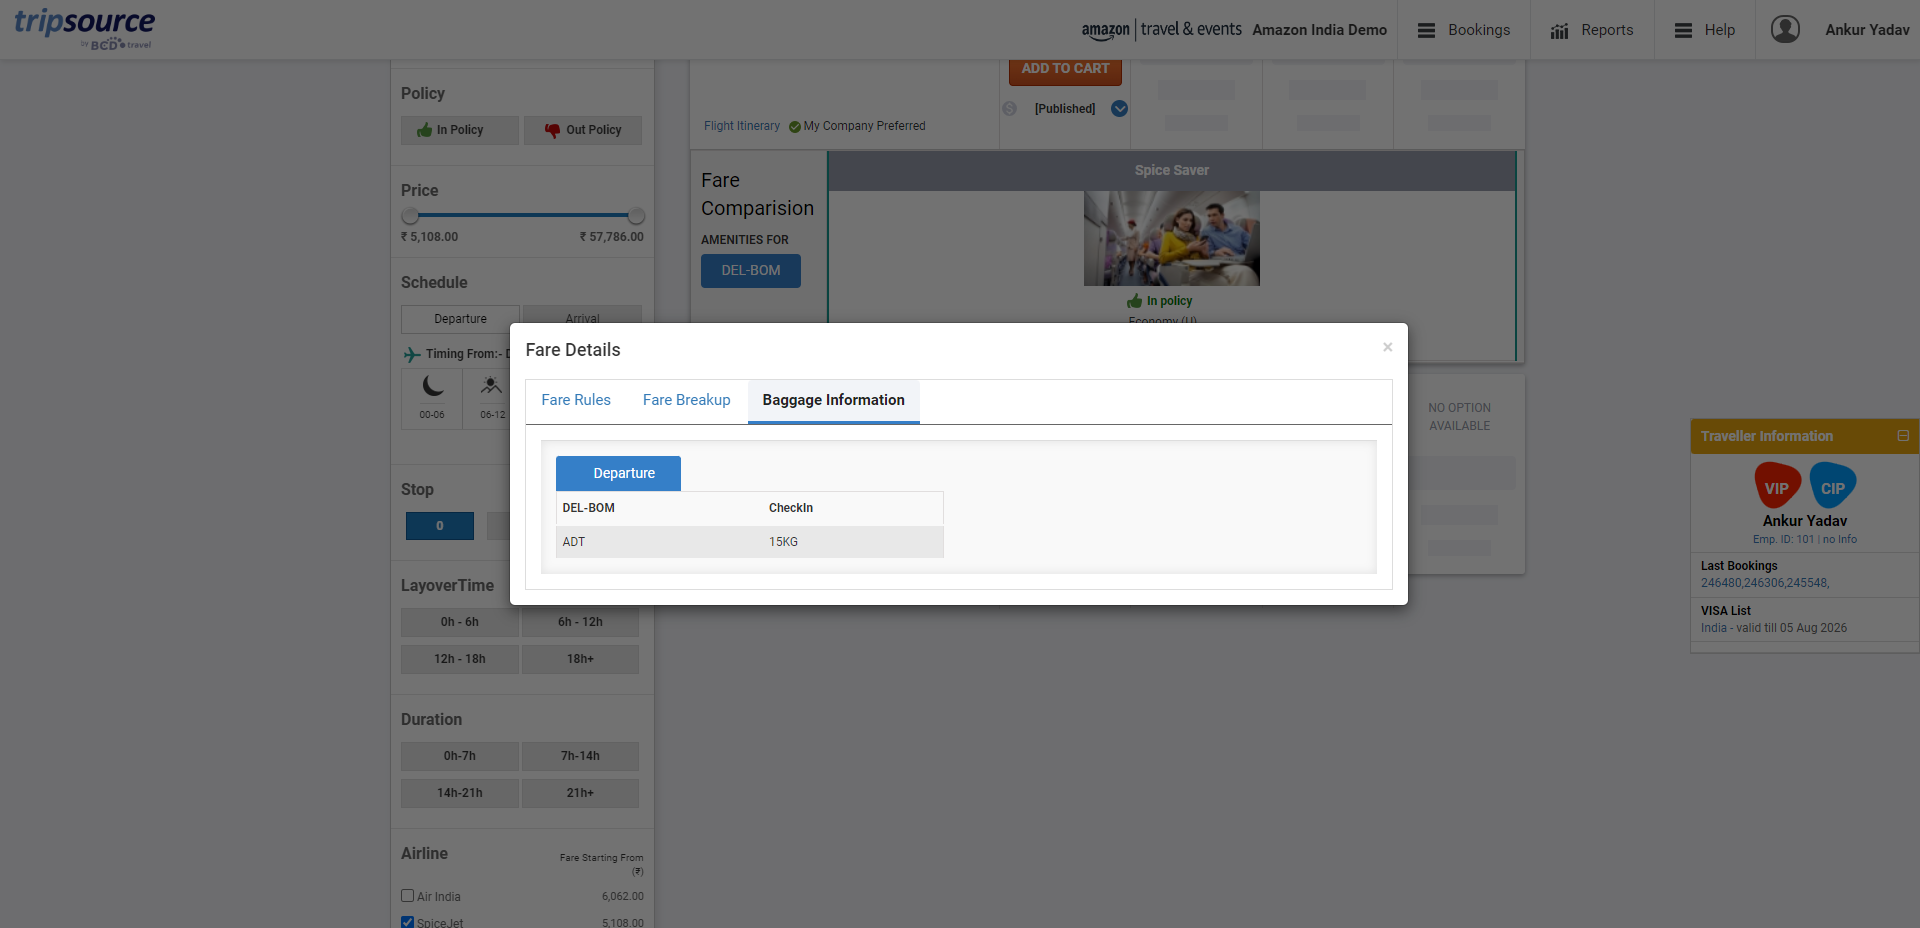 tripsource
by BCD travel
amazon | travel & events Amazon India Demo
Bookings
Reports
Help
Ankur Yadav
Policy
In Policy
Out Policy
Price
₹ 5,108.00
₹ 57,786.00
Schedule
Departure
Arrival
Timing From:- D
00-06
06-12
Stop
0
LayoverTime
0h - 6h
6h - 12h
12h - 18h
18h+
Duration
0h-7h
7h-14h
14h-21h
21h+
Airline
Fare Starting From
(₹)
Air India
6,062.00
SpiceJet
5,108.00
ADD TO CART
[Published]
Flight Itinerary
My Company Preferred
Fare
Comparision
AMENITIES FOR
DEL-BOM
Spice Saver
In policy
Economy (U)
NO OPTION
AVAILABLE
Fare Details
×
Fare Rules
Fare Breakup
Baggage Information
Departure
DEL-BOM
CheckIn
ADT
15KG
Traveller Information
VIP
CIP
Ankur Yadav
Emp. ID: 101 | no Info
Last Bookings
246480,246306,245548,
VISA List
India - valid till 05 Aug 2026